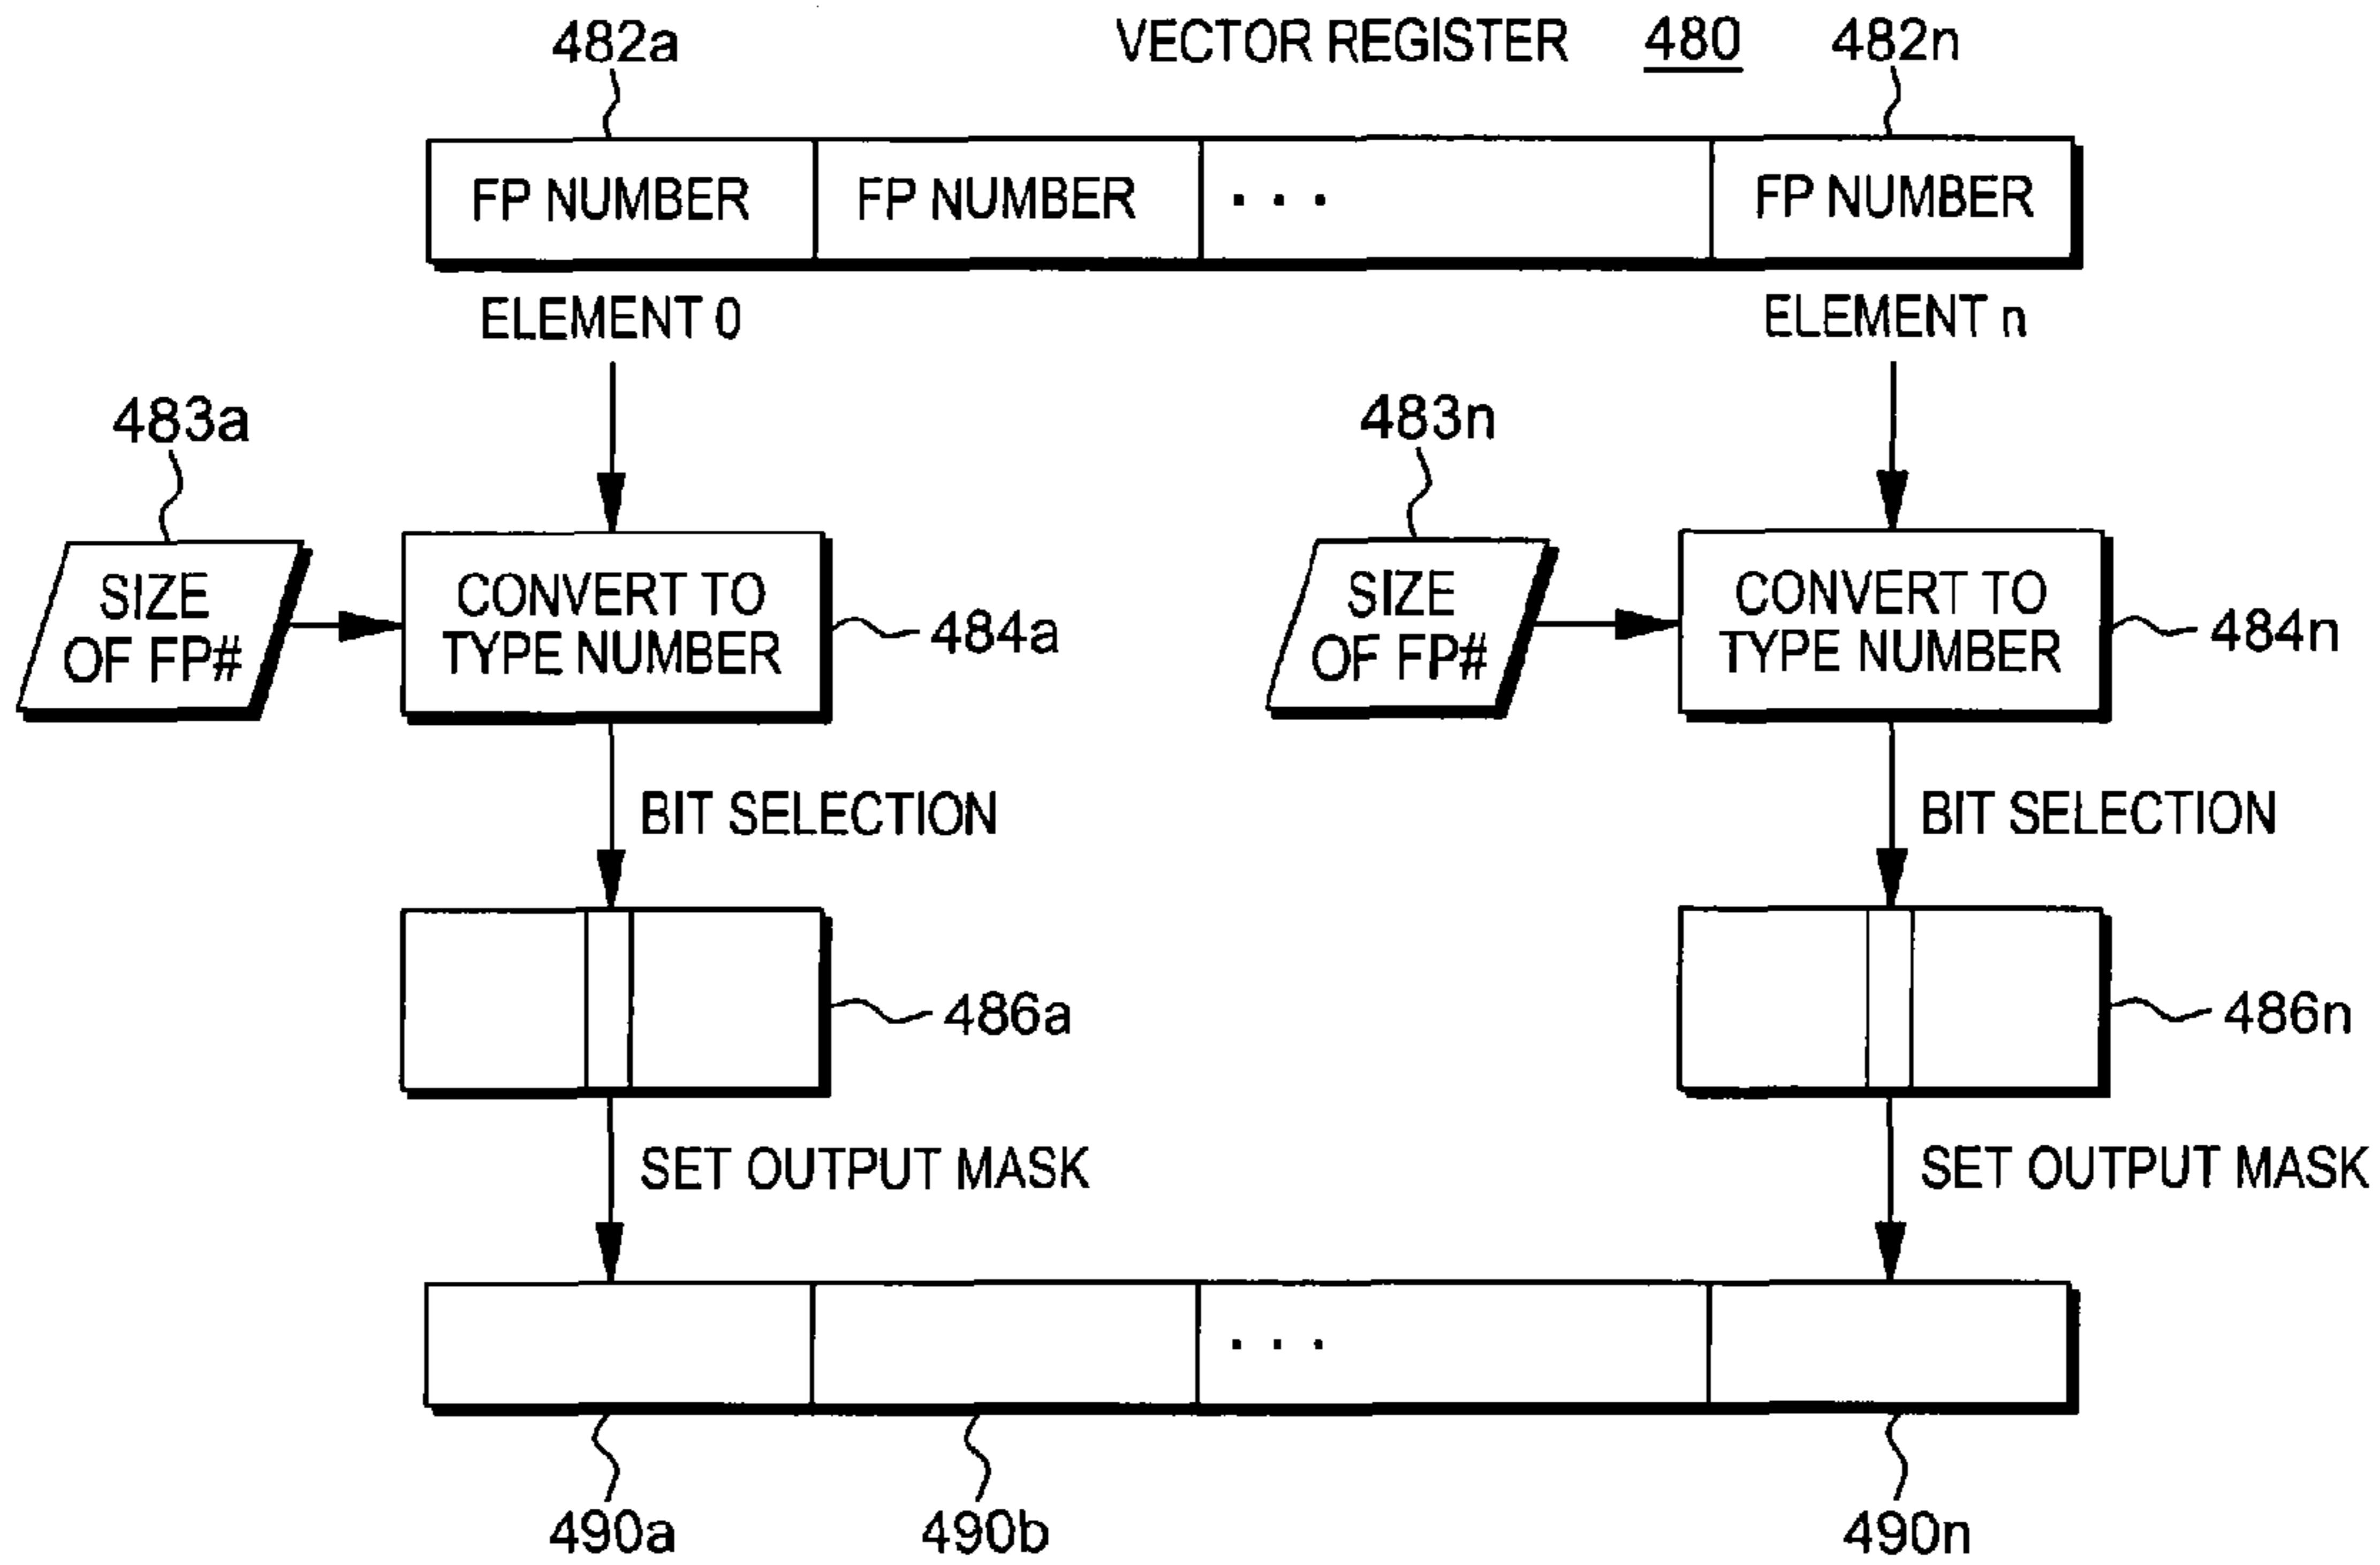 482a VECTOR REGISTER 480 482n
FP NUMBER FP NUMBER ... FP NUMBER
ELEMENT 0 ELEMENT n
483a 483n
SIZE
OF FP#
CONVERT TO
TYPE NUMBER
484a
SIZE
OF FP#
CONVERT TO
TYPE NUMBER
484n
BIT SELECTION BIT SELECTION
486a 486n
SET OUTPUT MASK SET OUTPUT MASK
...
490a 490b 490n